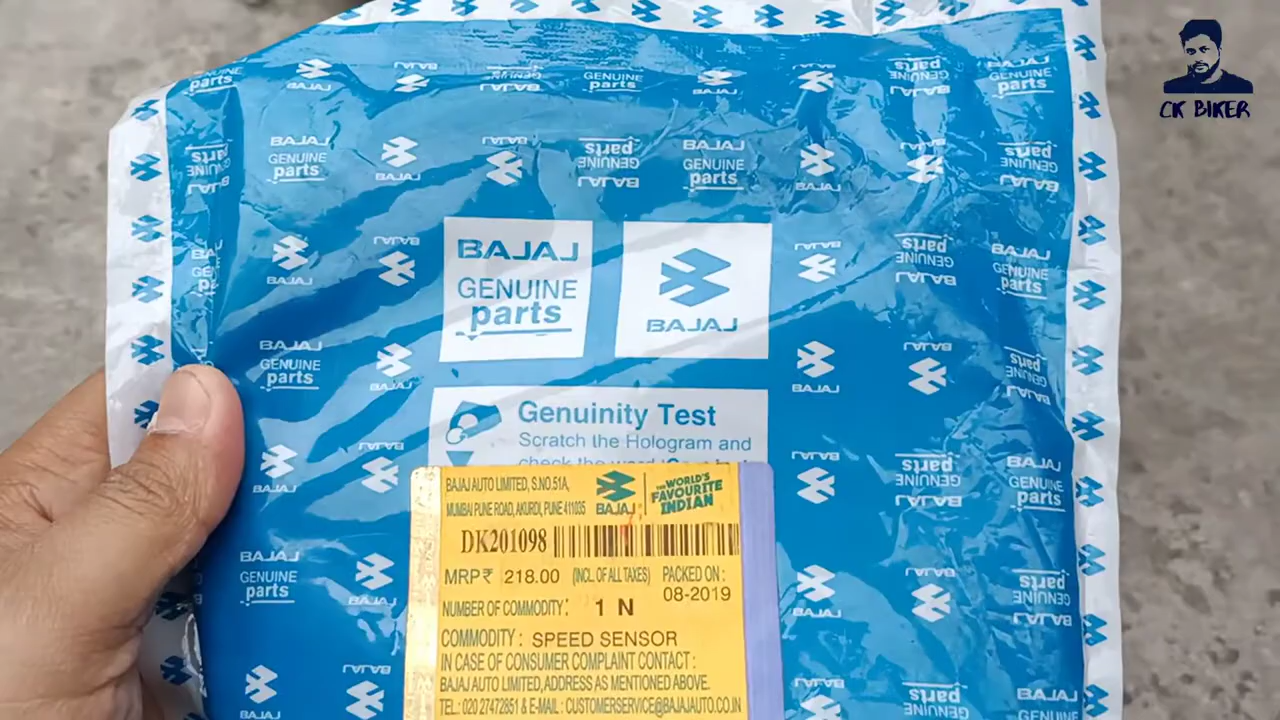 CK BIKER
BAJAJ
GENUINE
parts
BAJAJ
Genuinity Test
Scratch the Hologram and
check the word
BAJAJ AUTO LIMITED, S.NO.51A,
MUMBAI PUNE ROAD, AKURDI, PUNE 411035
BAJAJ
THE WORLD'S
FAVOURITE
INDIAN
DK201098
MRP₹ 218.00 (INCL. OF ALL TAXES) PACKED ON :
08-2019
NUMBER OF COMMODITY: 1 N
COMMODITY : SPEED SENSOR
IN CASE OF CONSUMER COMPLAINT CONTACT :
BAJAJ AUTO LIMITED, ADDRESS AS MENTIONED ABOVE.
TEL.: 020 27472851 & E-MAIL : CUSTOMERSERVICE@BAJAJAUTO.CO.IN